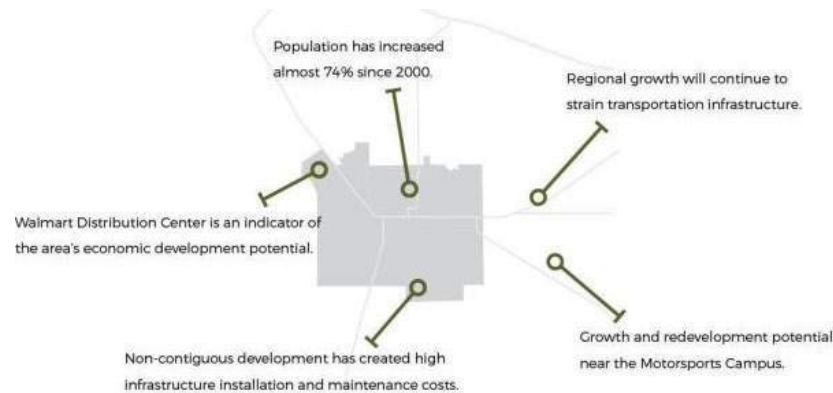 Population has increased
almost 74% since 2000.
Regional growth will continue to
strain transportation infrastructure.
Walmart Distribution Center is an indicator of
the area's economic development potential.
Growth and redevelopment potential
near the Motorsports Campus.
Non-contiguous development has created high
infrastructure installation and maintenance costs.